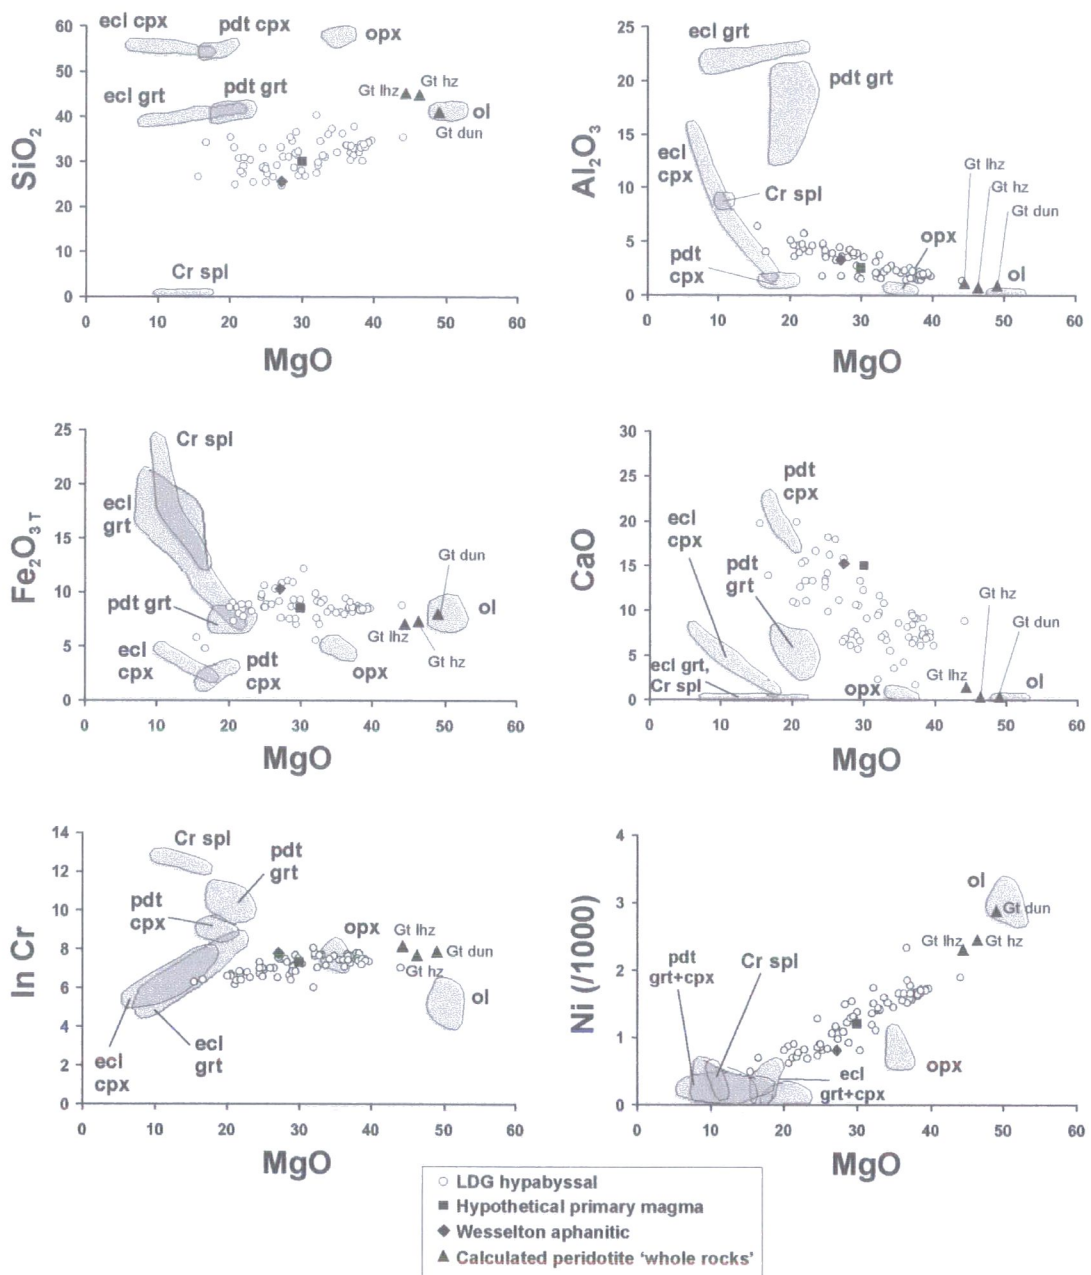 60
50
40
30
20
10
0
SiO2
ecl cpx
pdt cpx
opx
ecl grt
pdt grt
Gt lhz
Gt hz
ol
Gt dun
Cr spl
0 10 20 30 40 50 60
MgO
25
20
15
10
5
0
Al2O3
ecl grt
pdt grt
ecl
cpx
Cr spl
Gt lhz
Gt hz
Gt dun
opx
pdt
cpx
ol
0 10 20 30 40 50 60
MgO
25
20
15
10
5
0
Fe2O3 T
Cr spl
ecl
grt
Gt dun
pdt grt
ol
Gt lhz
Gt hz
ecl
cpx
pdt
cpx
opx
0 10 20 30 40 50 60
MgO
30
25
20
15
10
5
0
CaO
pdt
cpx
ecl
cpx
pdt
grt
Gt hz
Gt dun
ecl grt,
Cr spl
Gt lhz
opx
ol
0 10 20 30 40 50 60
MgO
14
12
10
8
6
4
2
0
ln Cr
Cr spl
pdt
grt
pdt
cpx
opx
Gt lhz
Gt dun
Gt hz
ol
ecl
cpx
ecl
grt
0 10 20 30 40 50 60
MgO
4
3
2
1
0
Ni (/1000)
ol
Gt dun
Gt lhz
Gt hz
pdt
grt+cpx
Cr spl
opx
ecl
grt+cpx
0 10 20 30 40 50 60
MgO
LDG hypabyssal
Hypothetical primary magma
Wesselton aphanitic
Calculated peridotite 'whole rocks'